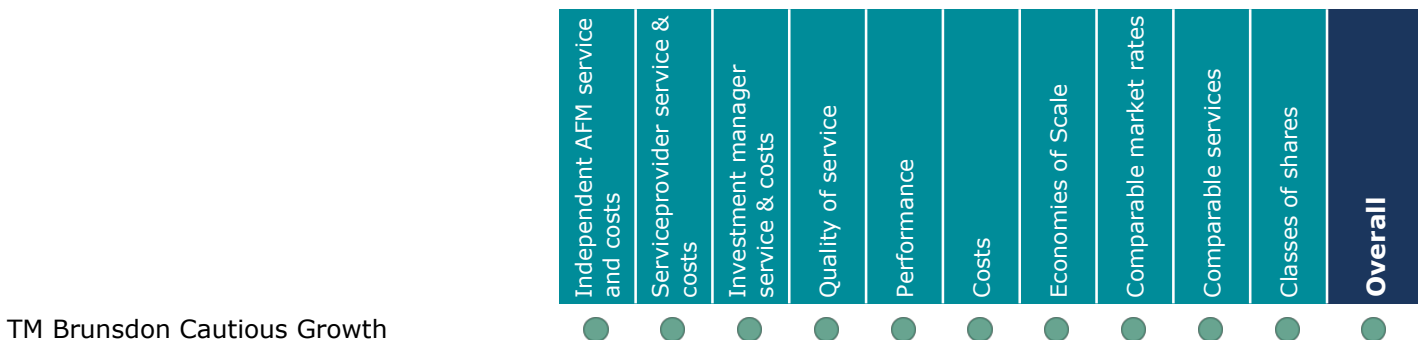 Independent AFM service
and costs
Serviceprovider service &
costs
Investment manager
service & costs
Quality of service
Performance
Costs
Economies of Scale
Comparable market rates
Comparable services
Classes of shares
Overall
TM Brunsdon Cautious Growth